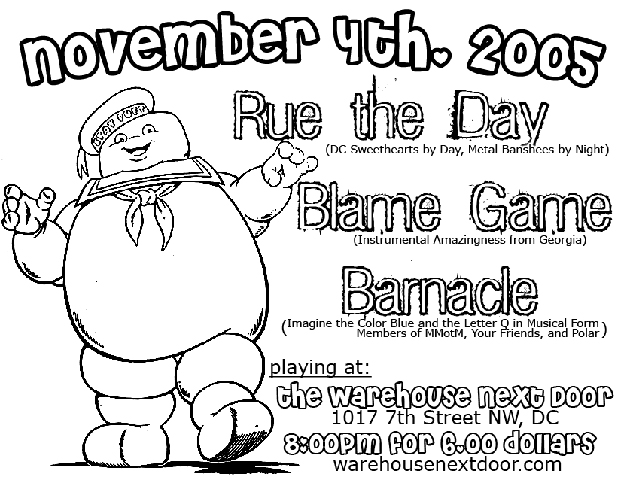 november 4th. 2005
Rue the Day
(DC Sweethearts by Day, Metal Banshees by Night)
Blame Game
(Instrumental Amazingness from Georgia)
Barnacle
(Imagine the Color Blue and the Letter Q in Musical Form
Members of MMotM, Your Friends, and Polar)
playing at:
the warehouse next door
1017 7th Street NW, DC
8:00pm for 6.00 dollars
warehousenextdoor.com